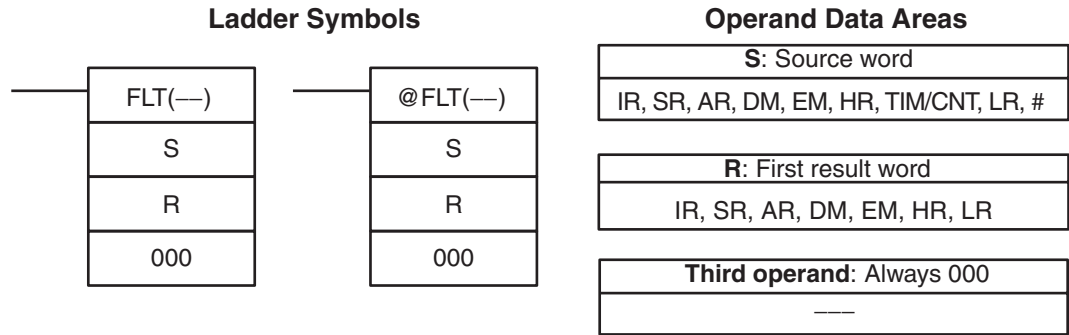 Ladder Symbols
FLT(––)
S
R
000
@FLT(––)
S
R
000
Operand Data Areas
S: Source word
IR, SR, AR, DM, EM, HR, TIM/CNT, LR, #
R: First result word
IR, SR, AR, DM, EM, HR, LR
Third operand: Always 000
–––